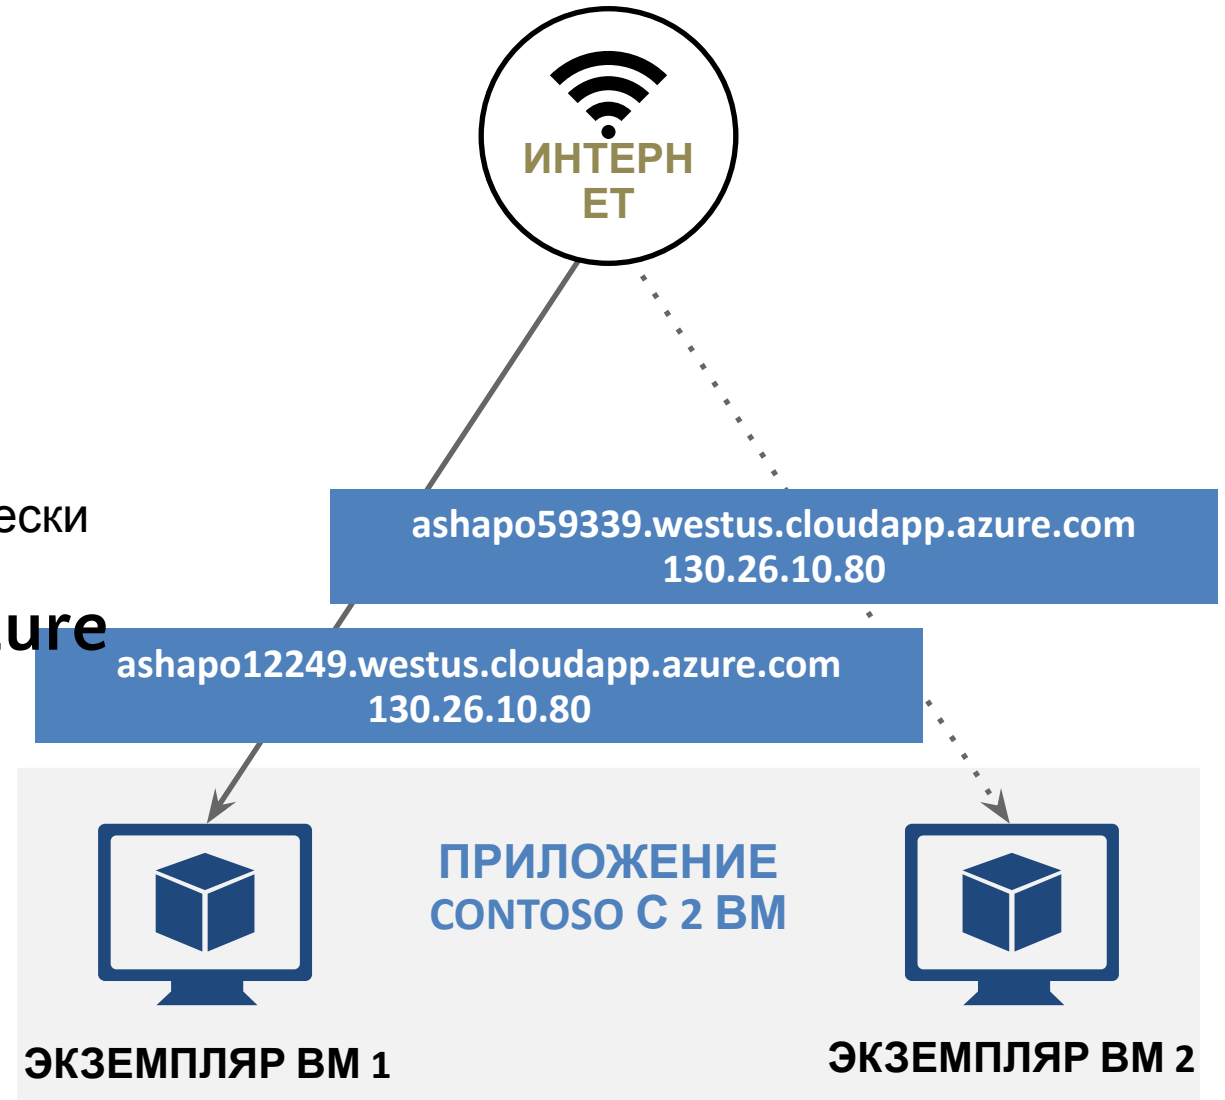 ИНТЕРН
ЕТ
ески
ashapo59339.westus.cloudapp.azure.com
130.26.10.80
ure
ashapo12249.westus.cloudapp.azure.com
130.26.10.80
ПРИЛОЖЕНИЕ
CONTOSO С 2 ВМ
ЭКЗЕМПЛЯР ВМ 1
ЭКЗЕМПЛЯР ВМ 2